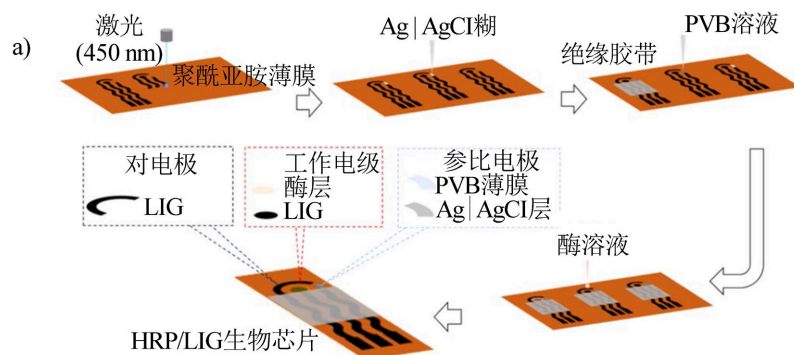 a)
激光
(450 nm)
聚酰亚胺薄膜
Ag|AgCI糊
PVB溶液
绝缘胶带
对电极
LIG
工作电级
酶层
LIG
参比电极
PVB薄膜
Ag|AgCI层
酶溶液
HRP/LIG生物芯片